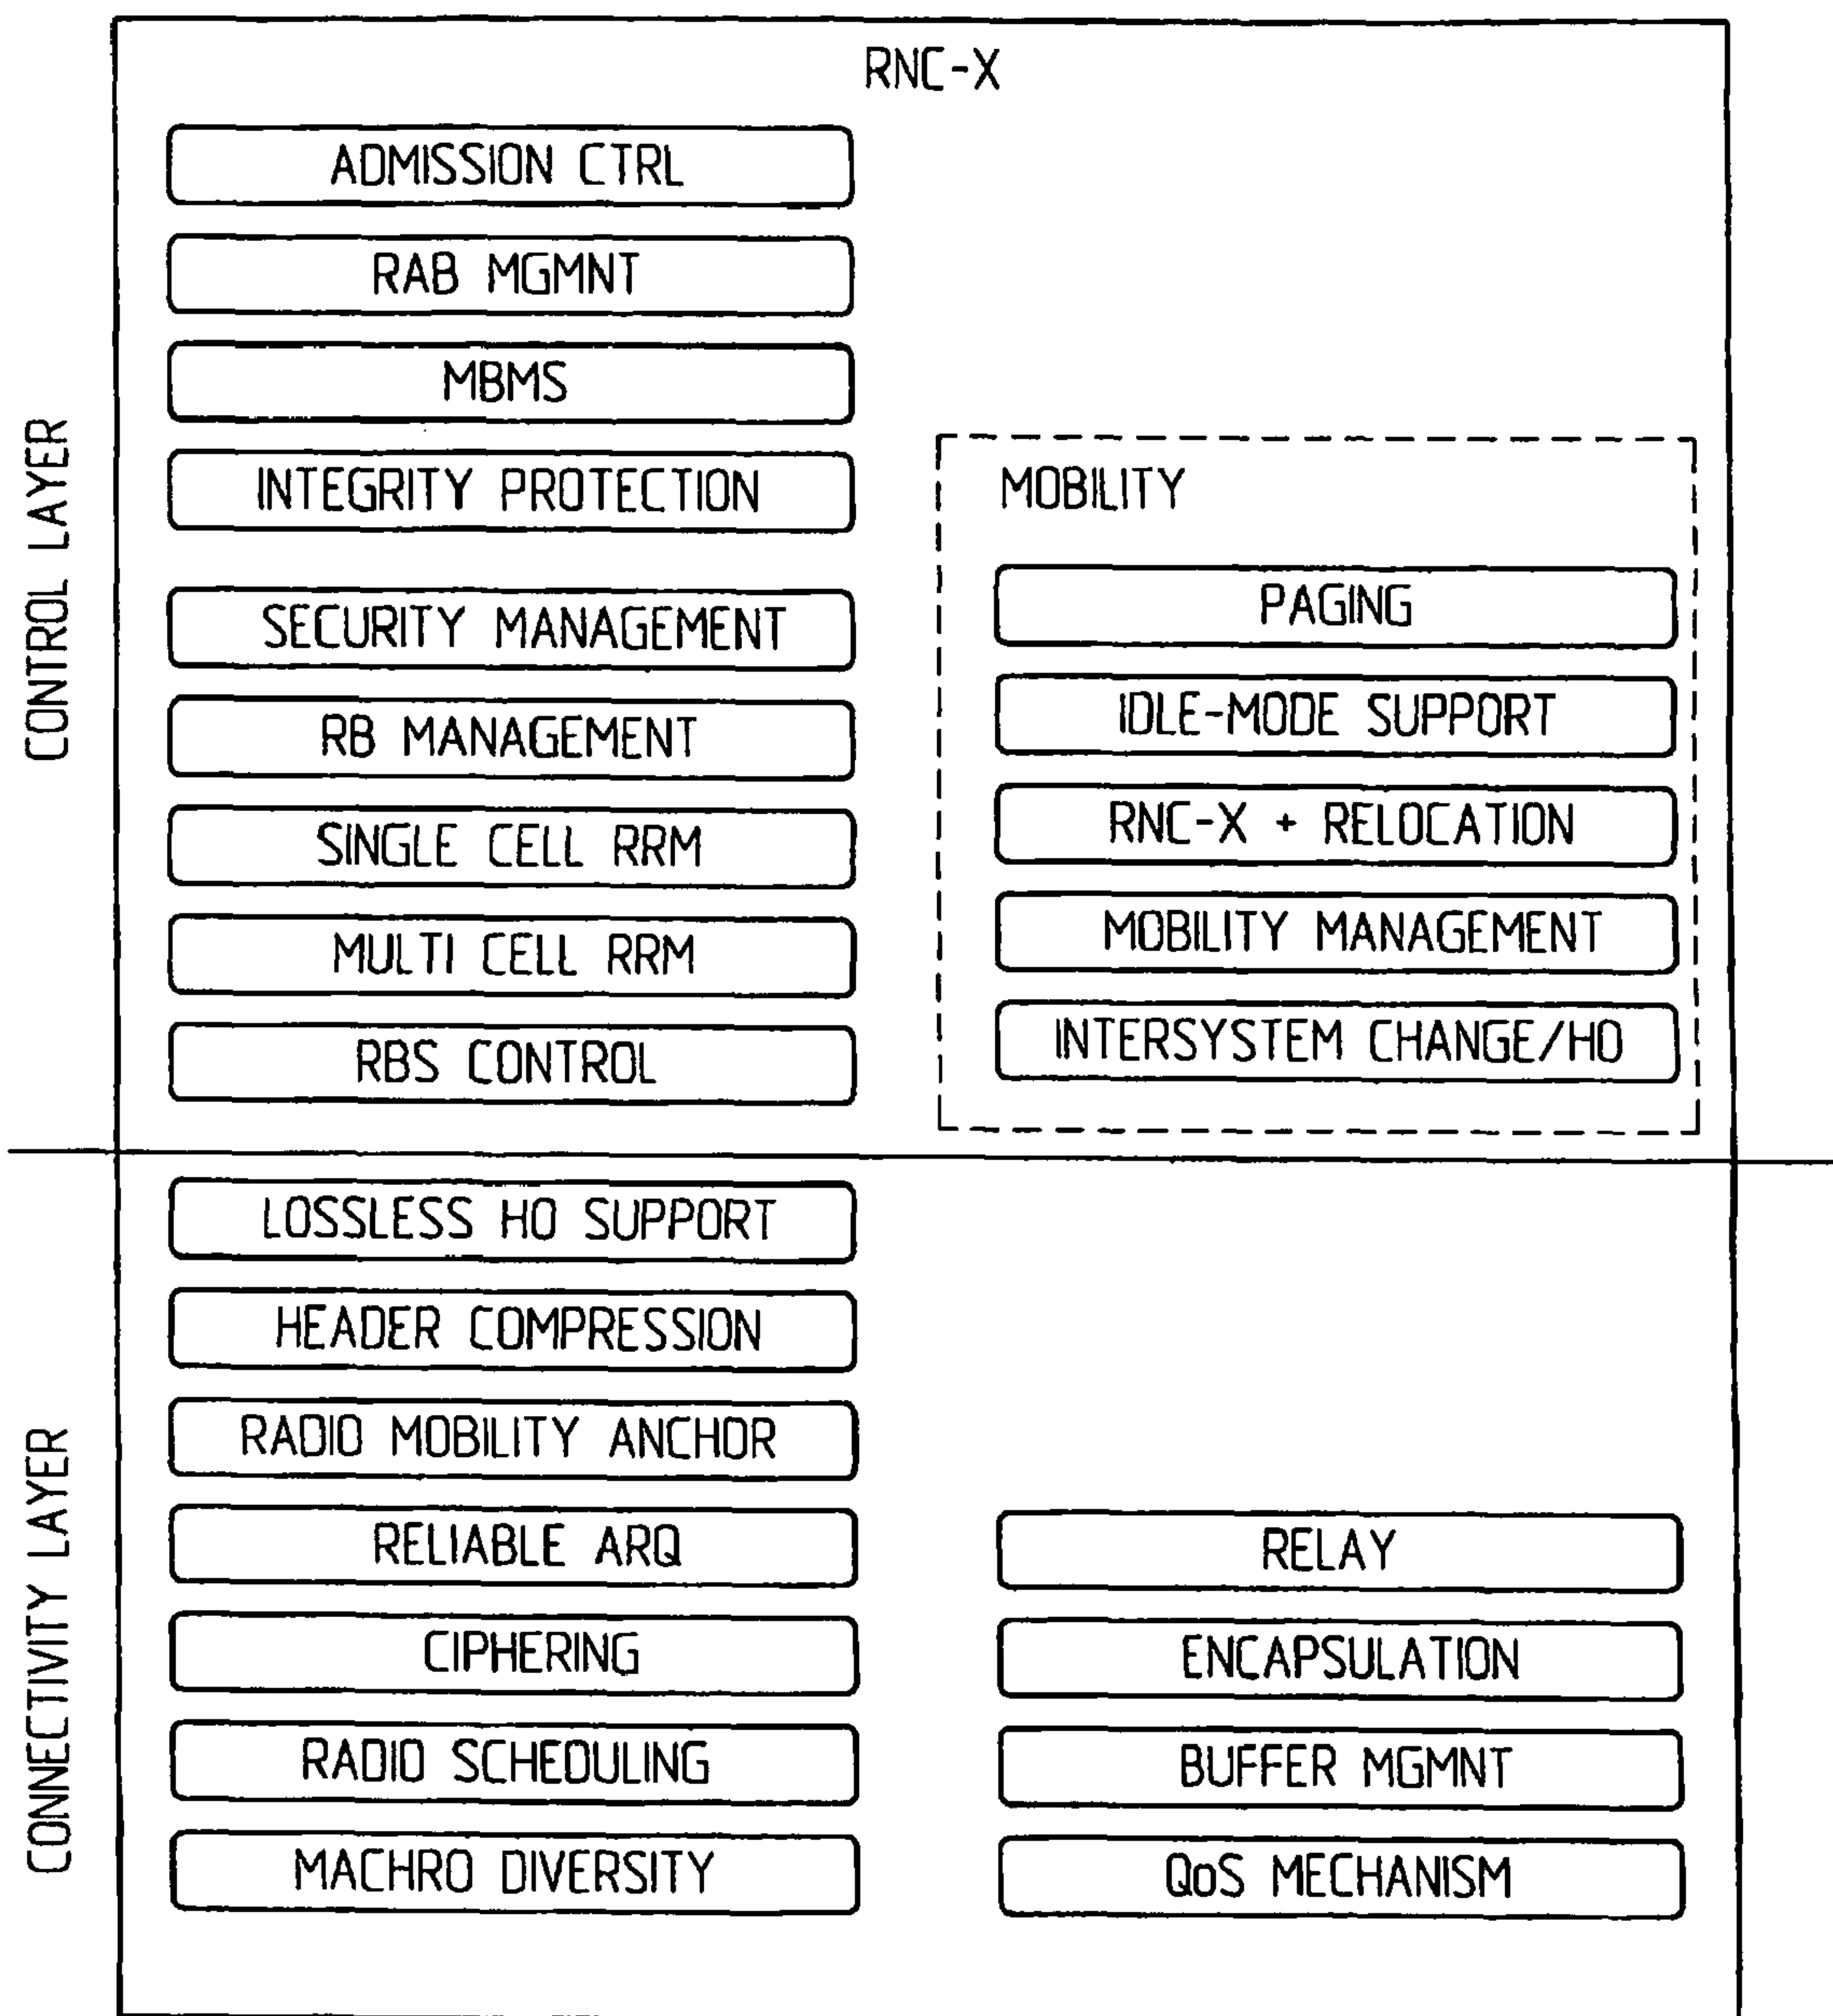 RNC-X
CONTROL LAYER
ADMISSION CTRL
RAB MGMNT
MBMS
INTEGRITY PROTECTION
SECURITY MANAGEMENT
RB MANAGEMENT
SINGLE CELL RRM
MULTI CELL RRM
RBS CONTROL
MOBILITY
PAGING
IDLE-MODE SUPPORT
RNC-X + RELOCATION
MOBILITY MANAGEMENT
INTERSYSTEM CHANGE/HO
CONNECTIVITY LAYER
LOSSLESS HO SUPPORT
HEADER COMPRESSION
RADIO MOBILITY ANCHOR
RELIABLE ARQ
CIPHERING
RADIO SCHEDULING
MACHRO DIVERSITY
RELAY
ENCAPSULATION
BUFFER MGMNT
QoS MECHANISM